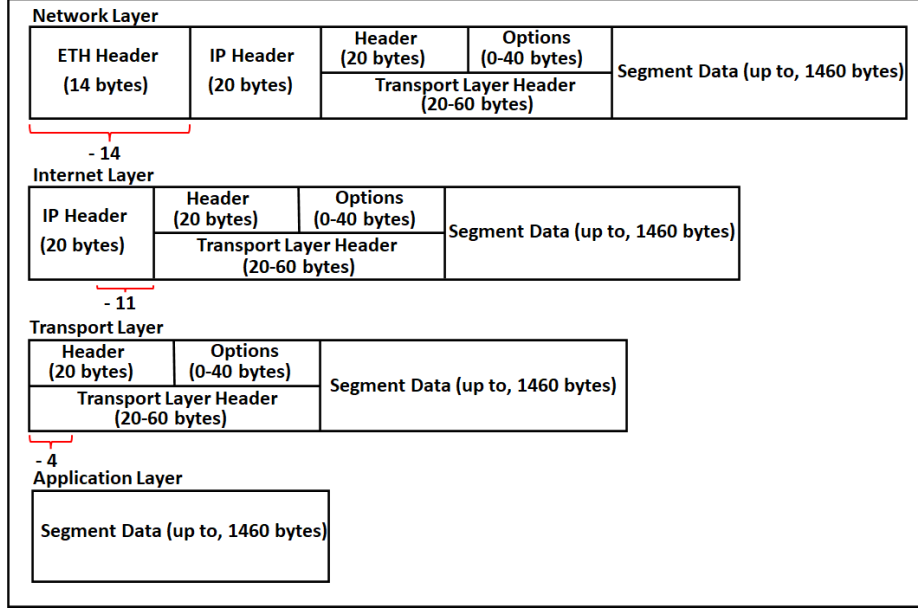 Network Layer
ETH Header
(14 bytes)
IP Header
(20 bytes)
Header
(20 bytes)
Options
(0-40 bytes)
Transport Layer Header
(20-60 bytes)
Segment Data (up to, 1460 bytes)
- 14
Internet Layer
IP Header
(20 bytes)
Header
(20 bytes)
Options
(0-40 bytes)
Transport Layer Header
(20-60 bytes)
Segment Data (up to, 1460 bytes)
- 11
Transport Layer
Header
(20 bytes)
Options
(0-40 bytes)
Transport Layer Header
(20-60 bytes)
Segment Data (up to, 1460 bytes)
- 4
Application Layer
Segment Data (up to, 1460 bytes)